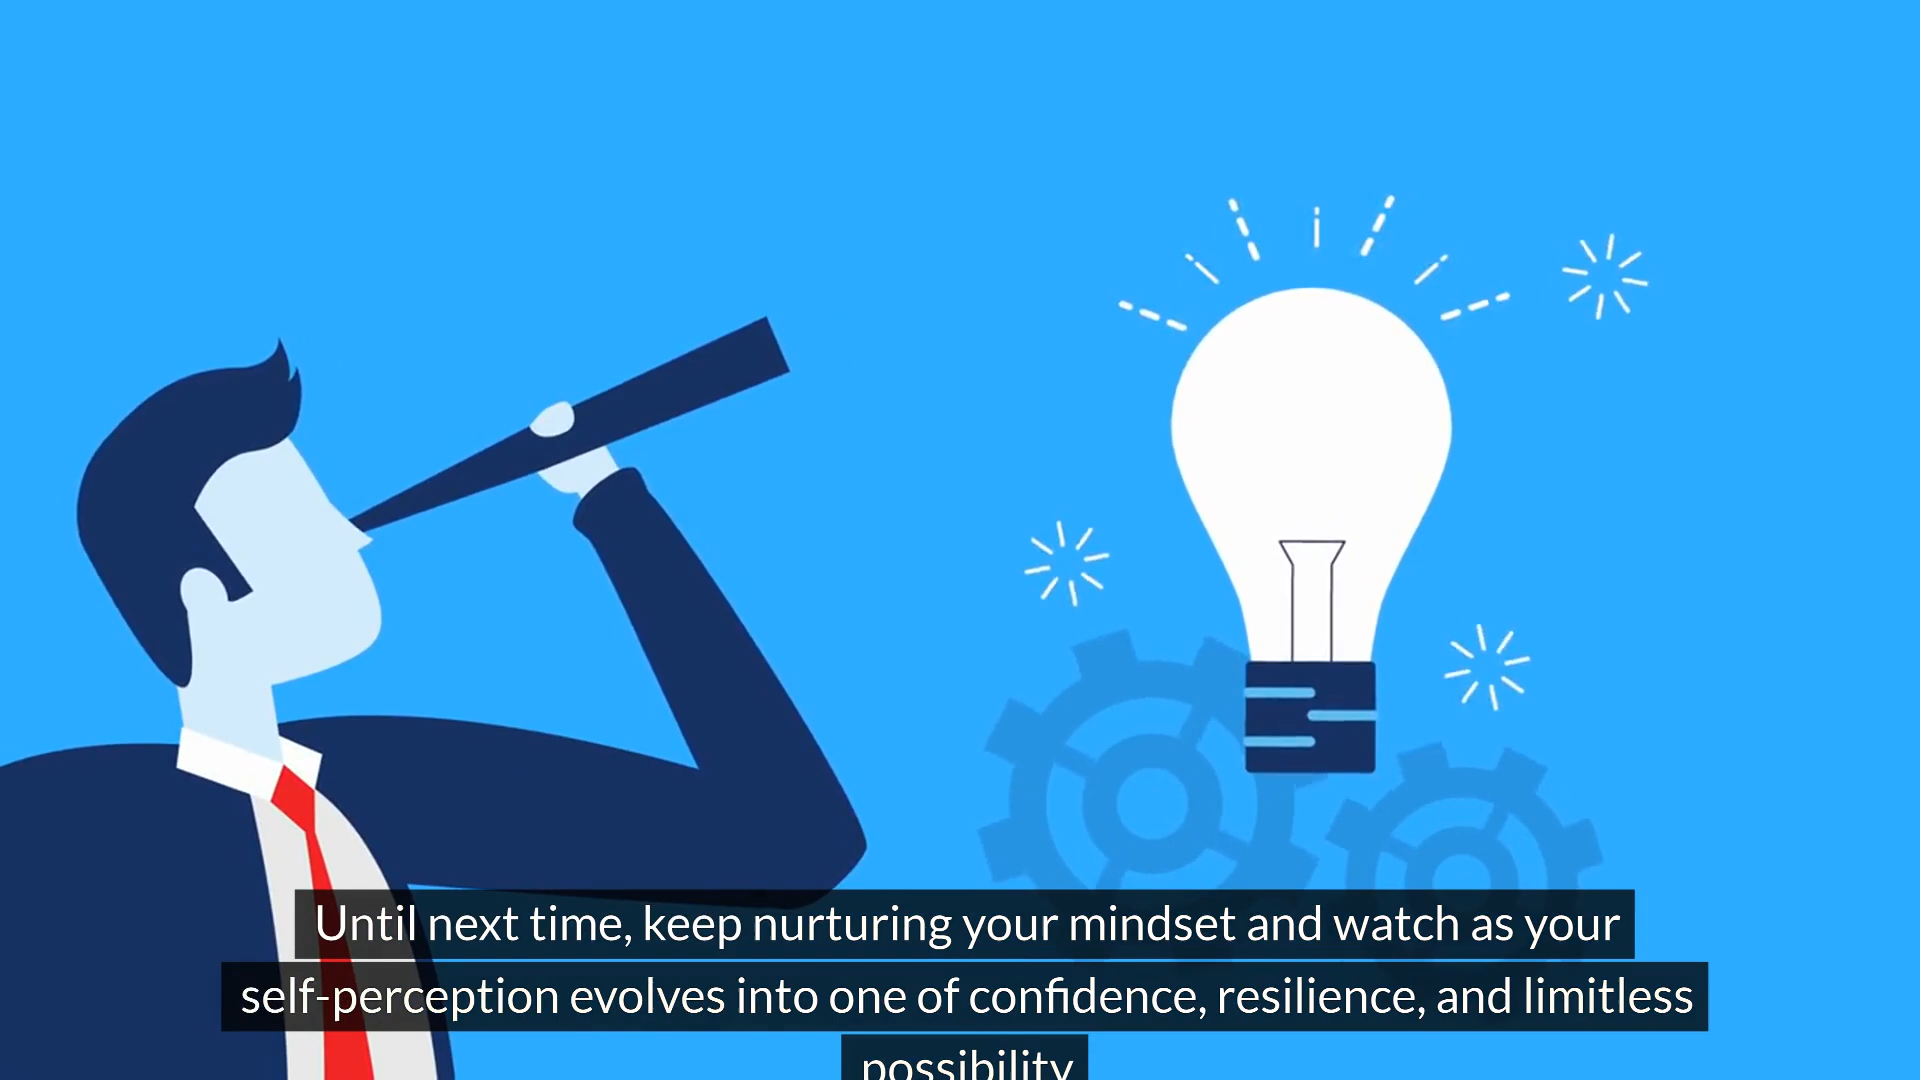 Until next time, keep nurturing your mindset and watch as your
self-perception evolves into one of confidence, resilience, and limitless
possibility